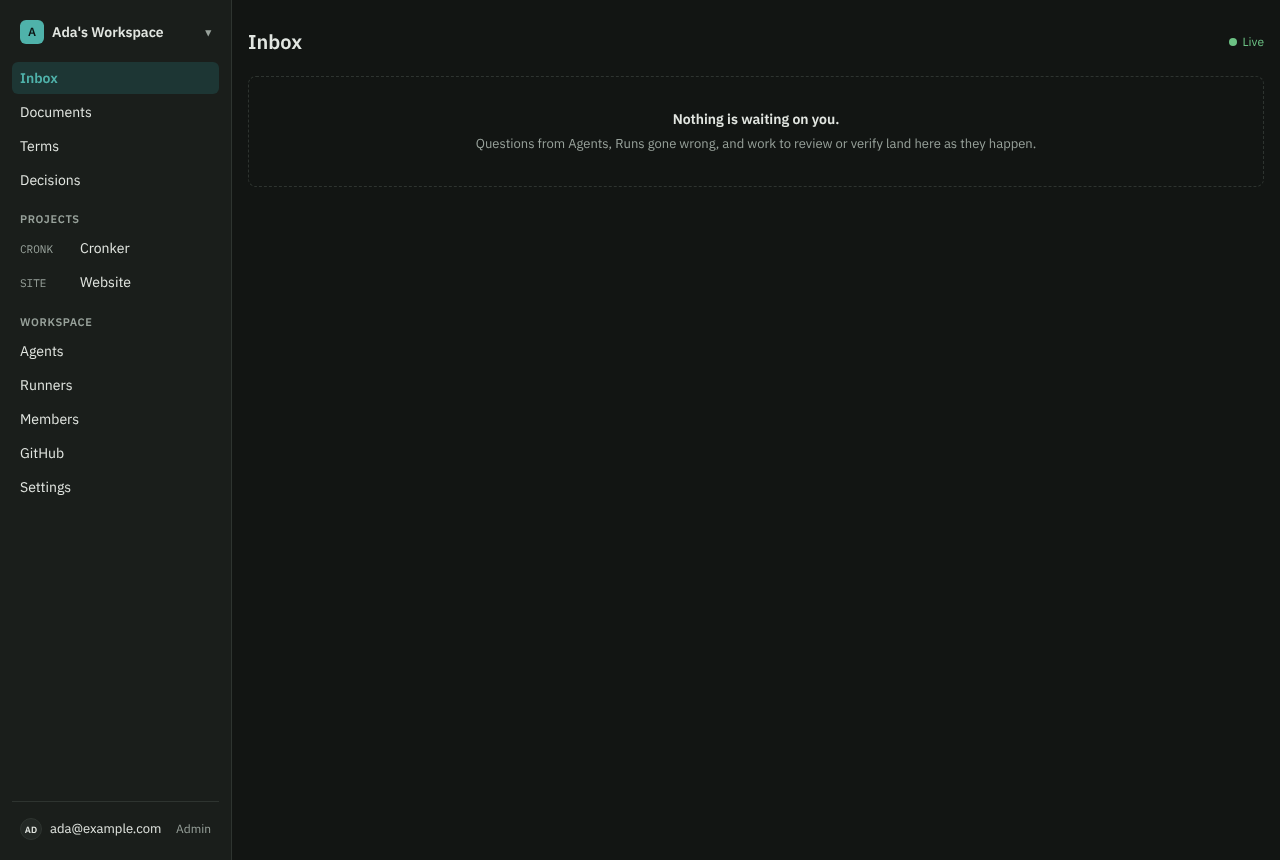 A Ada's Workspace ▾
Inbox
Documents
Terms
Decisions
PROJECTS
CRONK Cronker
SITE Website
WORKSPACE
Agents
Runners
Members
GitHub
Settings
AD ada@example.com Admin
Inbox
Live
Nothing is waiting on you.
Questions from Agents, Runs gone wrong, and work to review or verify land here as they happen.